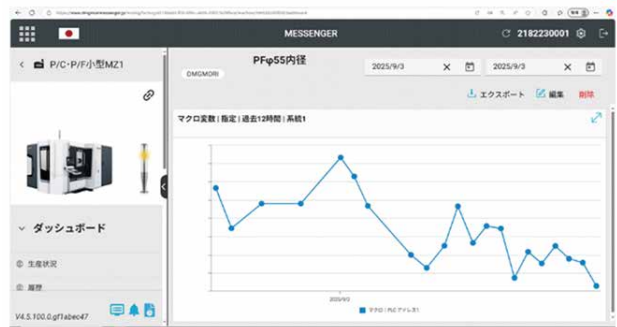 MESSENGER
2182230001
P/C・P/F小型MZ1
DMGMORI
PFφ55内径
2025/9/3
2025/9/3
エクスポート
編集
削除
マクロ変数 | 指定 | 過去12時間 | 系統1
ダッシュボード
生産状況
履歴
2025/9/3
V4.5.100.0.gf1abec47